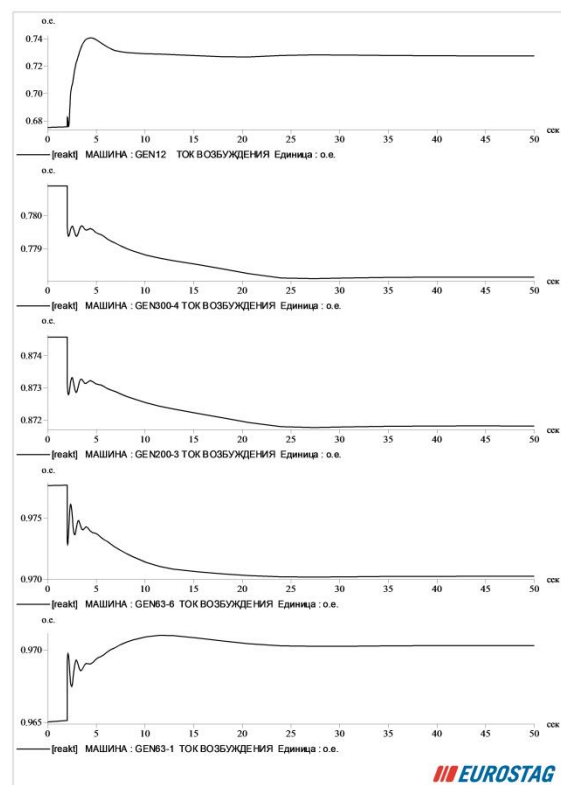 о.с.
0.74
0.72
0.70
0.68
0 5 10 15 20 25 30 35 40 45 50
сек
[reakt] МАШИНА : GEN12 ТОК ВОЗБУЖДЕНИЯ Единица : о.е.
о.с.
0.780
0.779
0 5 10 15 20 25 30 35 40 45 50
сек
[reakt] МАШИНА : GEN300-4 ТОК ВОЗБУЖДЕНИЯ Единица : о.е.
о.с.
0.874
0.873
0.872
0 5 10 15 20 25 30 35 40 45 50
сек
[reakt] МАШИНА : GEN200-3 ТОК ВОЗБУЖДЕНИЯ Единица : о.е.
о.с.
0.975
0.970
0 5 10 15 20 25 30 35 40 45 50
сек
[reakt] МАШИНА : GEN63-6 ТОК ВОЗБУЖДЕНИЯ Единица : о.е.
о.с.
0.970
0.965
0 5 10 15 20 25 30 35 40 45 50
сек
[reakt] МАШИНА : GEN63-1 ТОК ВОЗБУЖДЕНИЯ Единица : о.е.
EUROSTAG